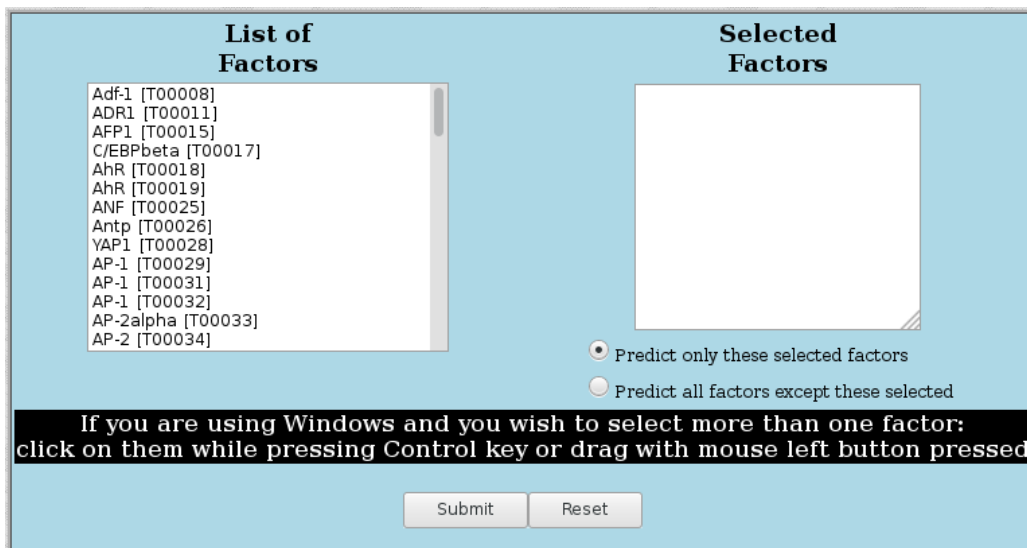 List of
Factors
Selected
Factors
Adf-1 [T00008]
ADR1 [T00011]
AFP1 [T00015]
C/EBPbeta [T00017]
AhR [T00018]
AhR [T00019]
ANF [T00025]
Antp [T00026]
YAP1 [T00028]
AP-1 [T00029]
AP-1 [T00031]
AP-1 [T00032]
AP-2alpha [T00033]
AP-2 [T00034]
Predict only these selected factors
Predict all factors except these selected
If you are using Windows and you wish to select more than one factor:
click on them while pressing Control key or drag with mouse left button pressed
Submit
Reset